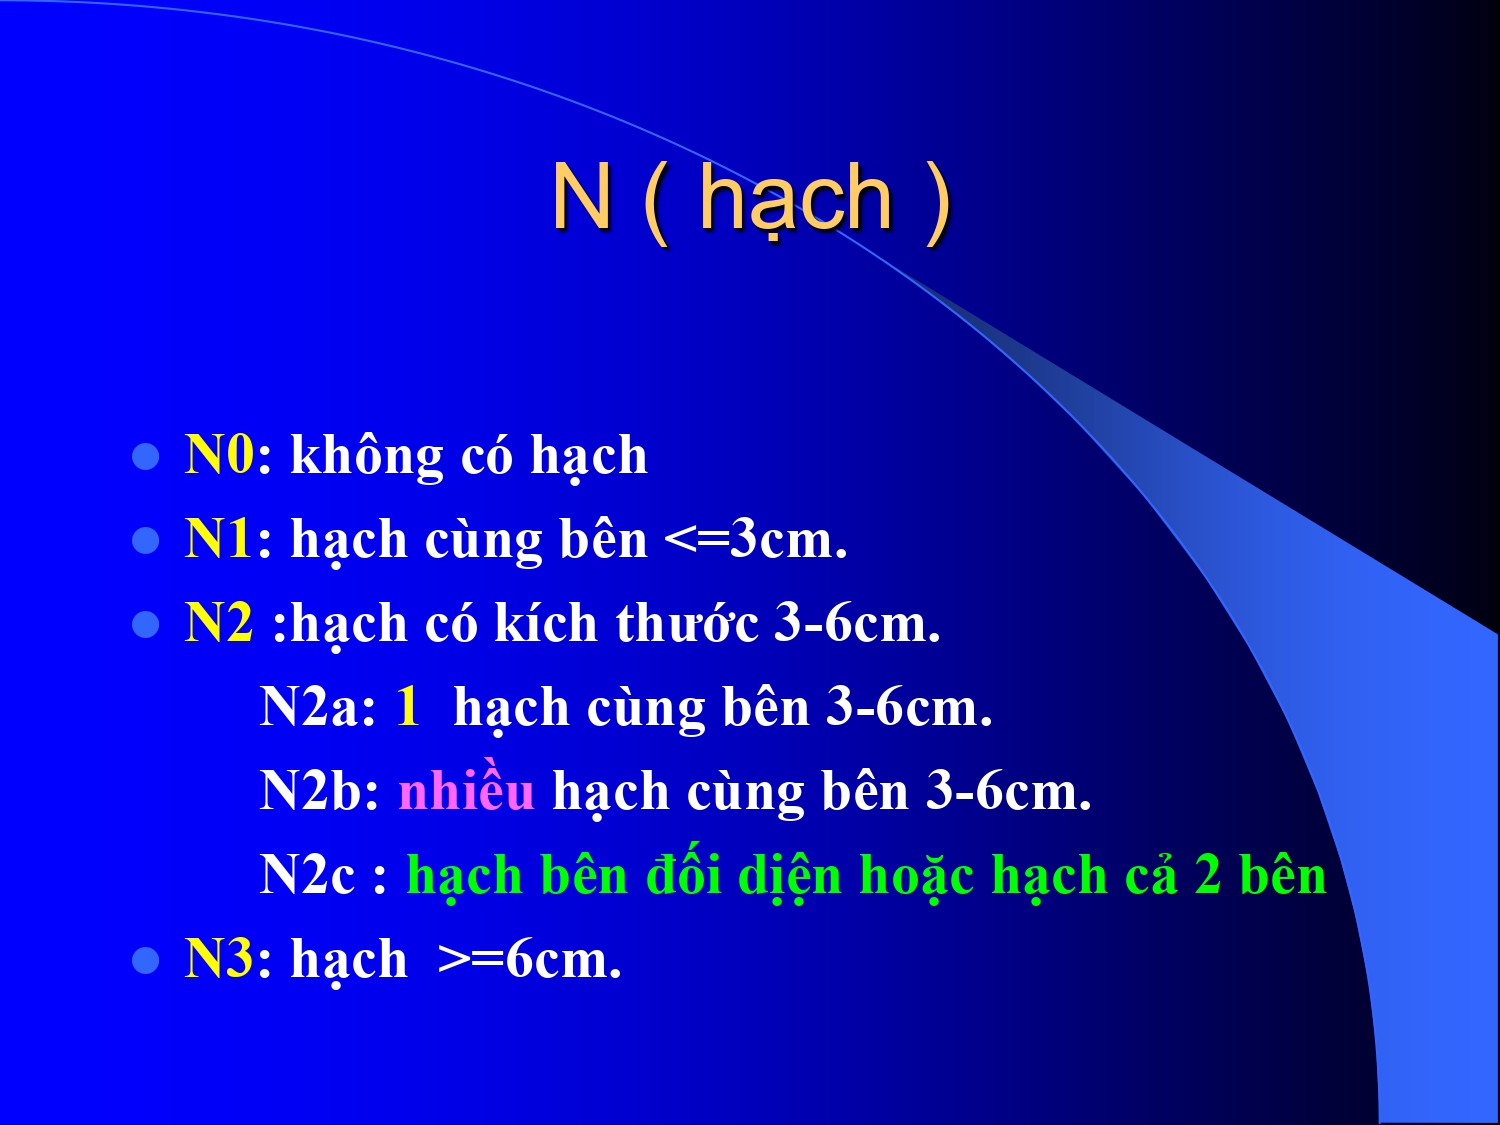 N ( hạch )
N0: không có hạch
N1: hạch cùng bên <=3cm.
N2 :hạch có kích thước 3-6cm.
N2a: 1 hạch cùng bên 3-6cm.
N2b: nhiều hạch cùng bên 3-6cm.
N2c : hạch bên đối dịện hoặc hạch cả 2 bên
N3: hạch >=6cm.